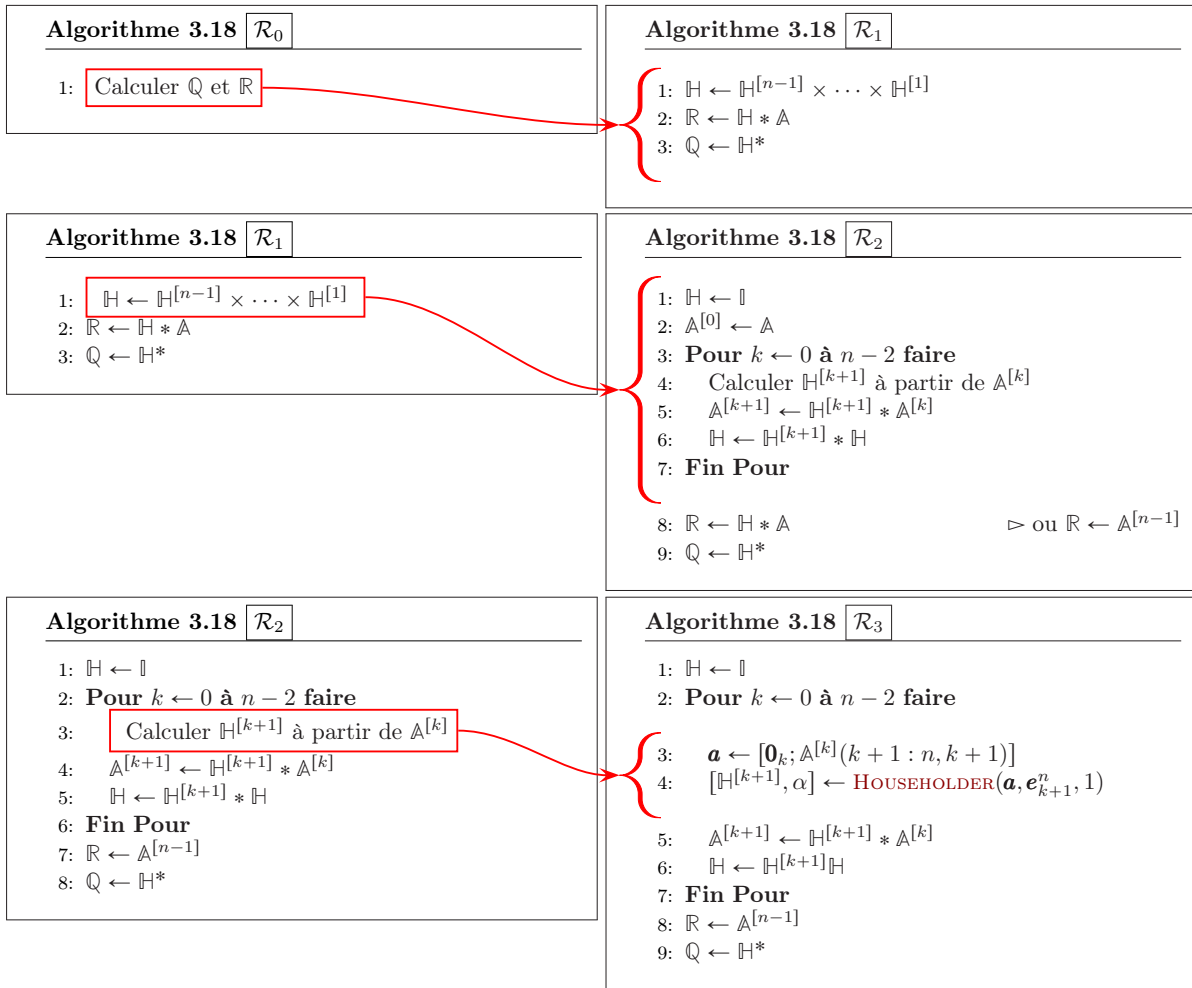 Algorithme 3.18 ℛ₀
1: Calculer ℚ et ℝ
Algorithme 3.18 ℛ₁
1: ℍ ← ℍ^[n−1] × ⋯ × ℍ^[1]
2: ℝ ← ℍ * 𝔸
3: ℚ ← ℍ*
Algorithme 3.18 ℛ₁
1: ℍ ← ℍ^[n−1] × ⋯ × ℍ^[1]
2: ℝ ← ℍ * 𝔸
3: ℚ ← ℍ*
Algorithme 3.18 ℛ₂
1: ℍ ← 𝕀
2: 𝔸^[0] ← 𝔸
3: Pour k ← 0 à n − 2 faire
4: Calculer ℍ^[k+1] à partir de 𝔸^[k]
5: 𝔸^[k+1] ← ℍ^[k+1] * 𝔸^[k]
6: ℍ ← ℍ^[k+1] * ℍ
7: Fin Pour
8: ℝ ← ℍ * 𝔸 ▷ ou ℝ ← 𝔸^[n−1]
9: ℚ ← ℍ*
Algorithme 3.18 ℛ₂
1: ℍ ← 𝕀
2: Pour k ← 0 à n − 2 faire
3: Calculer ℍ^[k+1] à partir de 𝔸^[k]
4: 𝔸^[k+1] ← ℍ^[k+1] * 𝔸^[k]
5: ℍ ← ℍ^[k+1] * ℍ
6: Fin Pour
7: ℝ ← 𝔸^[n−1]
8: ℚ ← ℍ*
Algorithme 3.18 ℛ₃
1: ℍ ← 𝕀
2: Pour k ← 0 à n − 2 faire
3: a ← [0ₖ; 𝔸^[k](k + 1 : n, k + 1)]
4: [ℍ^[k+1], α] ← Householder(a, e^n_{k+1}, 1)
5: 𝔸^[k+1] ← ℍ^[k+1] * 𝔸^[k]
6: ℍ ← ℍ^[k+1]ℍ
7: Fin Pour
8: ℝ ← 𝔸^[n−1]
9: ℚ ← ℍ*